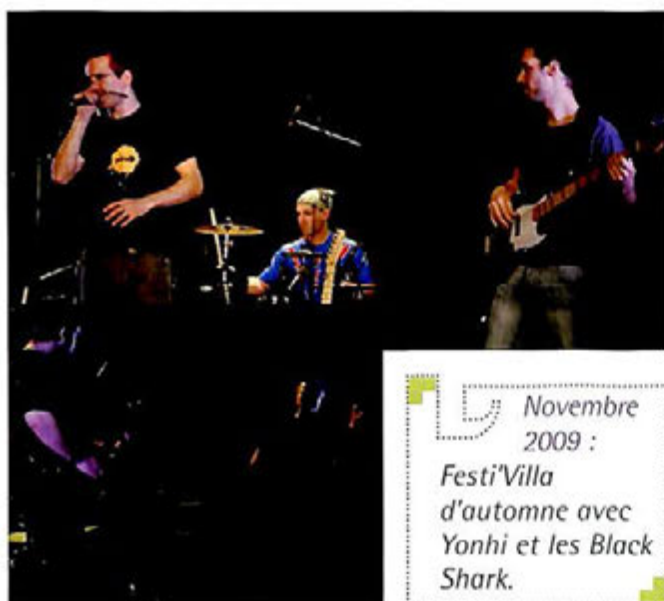 Novembre
2009 :
Festi'Villa
d'automne avec
Yonhi et les Black
Shark.